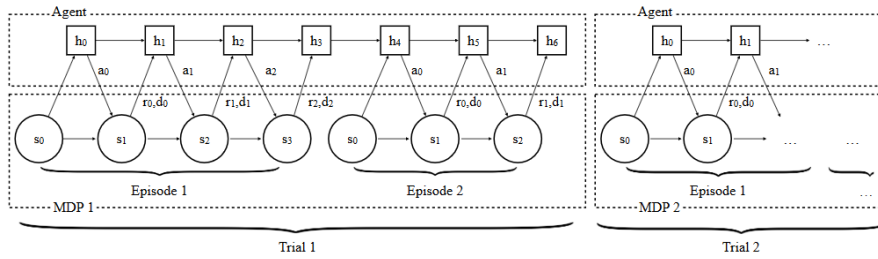 Agent Agent
h0 h1 h2 h3 h4 h5 h6 h0 h1 ...
a0 a1 a2 a0 a1 a0 a1
r0,d0 r1,d1 r2,d2 r0,d0 r1,d1 r0,d0
s0 s1 s2 s3 s0 s1 s2 s0 s1 ... ...
Episode 1 Episode 2 Episode 1 ...
MDP 1 MDP 2
Trial 1 Trial 2